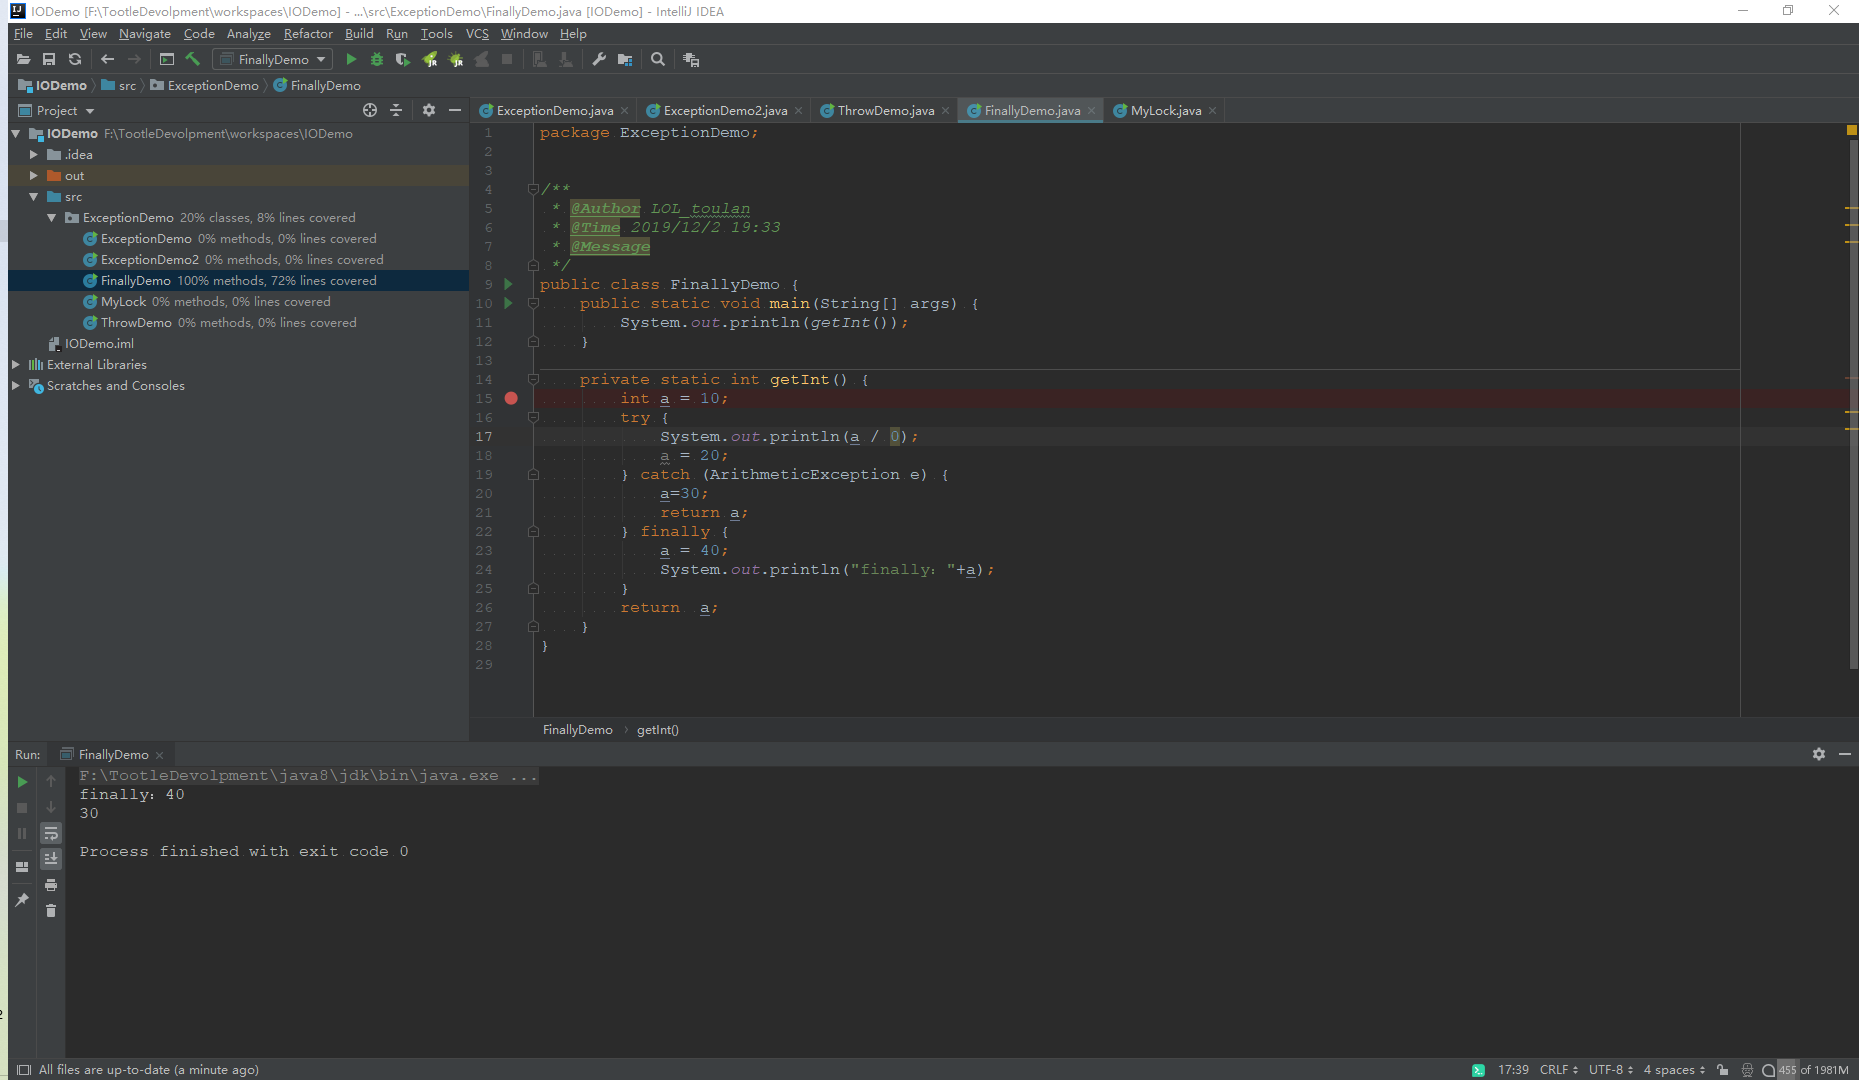 IODemo [F:\TootleDevolpment\workspaces\IODemo] - ...\src\ExceptionDemo\FinallyDemo.java [IODemo] - IntelliJ IDEA
File Edit View Navigate Code Analyze Refactor Build Run Tools VCS Window Help
FinallyDemo
IODemo src ExceptionDemo FinallyDemo
Project
ExceptionDemo.java ExceptionDemo2.java ThrowDemo.java FinallyDemo.java MyLock.java
IODemo F:\TootleDevolpment\workspaces\IODemo
.idea
out
src
ExceptionDemo 20% classes, 8% lines covered
ExceptionDemo 0% methods, 0% lines covered
ExceptionDemo2 0% methods, 0% lines covered
FinallyDemo 100% methods, 72% lines covered
MyLock 0% methods, 0% lines covered
ThrowDemo 0% methods, 0% lines covered
IODemo.iml
External Libraries
Scratches and Consoles
1 package ExceptionDemo;
2
3
4 /**
5 * @Author LOL_toulan
6 * @Time 2019/12/2 19:33
7 * @Message
8 */
9 public class FinallyDemo {
10 public static void main(String[] args) {
11 System.out.println(getInt());
12 }
13
14 private static int getInt() {
15 int a = 10;
16 try {
17 System.out.println(a / 0);
18 a = 20;
19 } catch (ArithmeticException e) {
20 a=30;
21 return a;
22 } finally {
23 a = 40;
24 System.out.println("finally："+a);
25 }
26 return a;
27 }
28 }
29
FinallyDemo getInt()
Run: FinallyDemo
F:\TootleDevolpment\java8\jdk\bin\java.exe ...
finally：40
30
Process finished with exit code 0
All files are up-to-date (a minute ago)
17:39 CRLF UTF-8 4 spaces 455 of 1981M